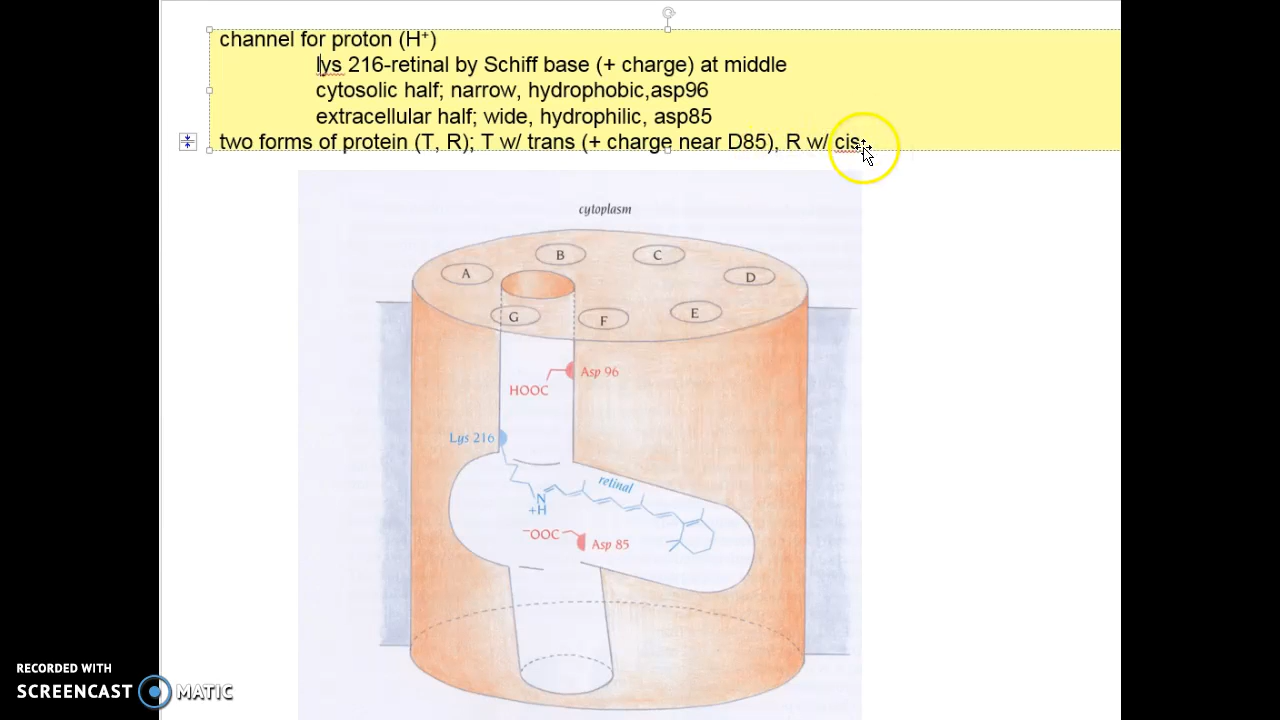 channel for proton (H⁺)
lys 216-retinal by Schiff base (+ charge) at middle
cytosolic half; narrow, hydrophobic,asp96
extracellular half; wide, hydrophilic, asp85
two forms of protein (T, R); T w/ trans (+ charge near D85), R w/ cis
cytoplasm
A
B
C
D
G
F
E
HOOC
Asp 96
Lys 216
retinal
N
+H
⁻OOC
Asp 85
RECORDED WITH
SCREENCAST MATIC